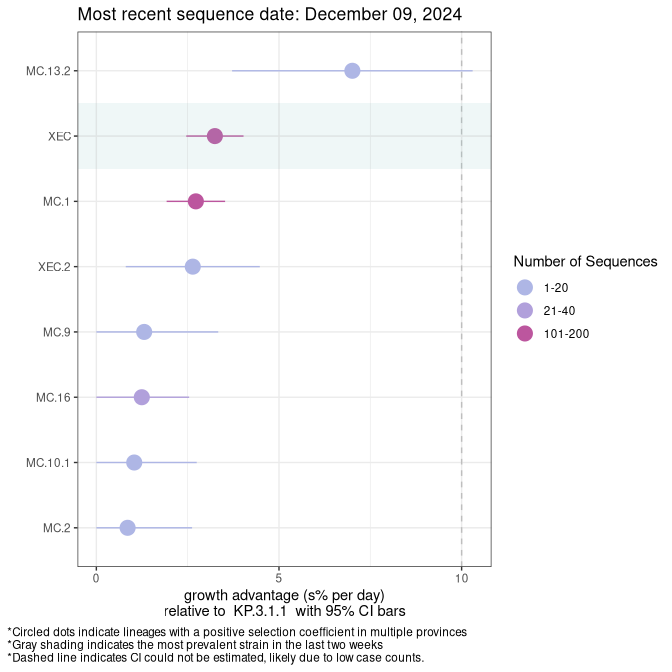 Most recent sequence date: December 09, 2024
MC.13.2
XEC
MC.1
XEC.2
MC.9
MC.16
MC.10.1
MC.2
0 5 10
growth advantage (s% per day)
relative to KP.3.1.1 with 95% CI bars
Number of Sequences
1-20
21-40
101-200
*Circled dots indicate lineages with a positive selection coefficient in multiple provinces
*Gray shading indicates the most prevalent strain in the last two weeks
*Dashed line indicates CI could not be estimated, likely due to low case counts.